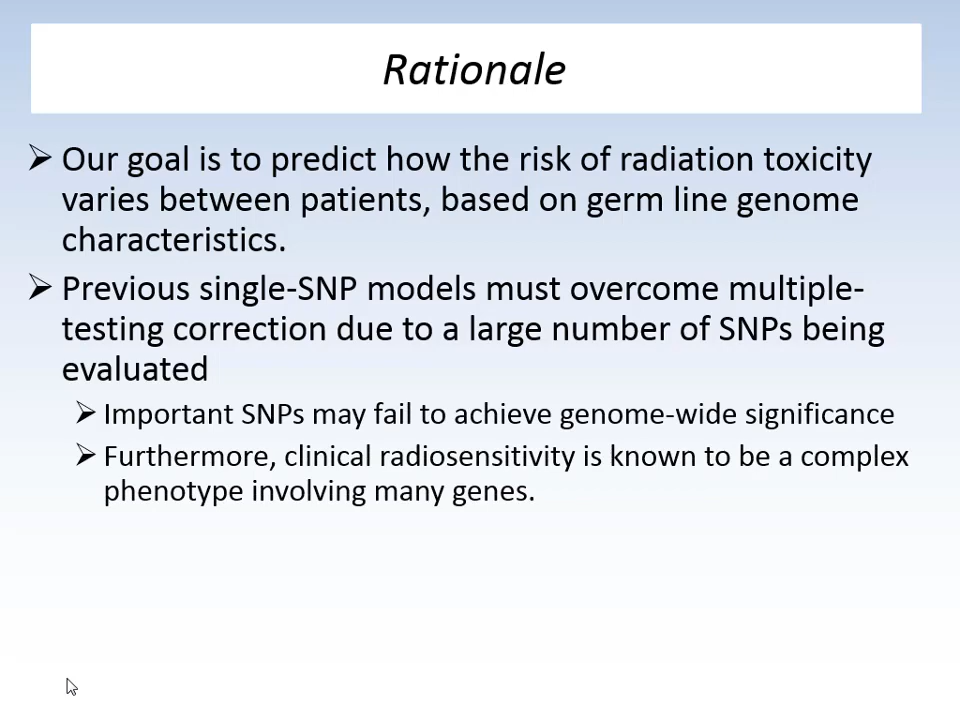 Rationale
Our goal is to predict how the risk of radiation toxicity
varies between patients, based on germ line genome
characteristics.
Previous single-SNP models must overcome multiple-
testing correction due to a large number of SNPs being
evaluated
Important SNPs may fail to achieve genome-wide significance
Furthermore, clinical radiosensitivity is known to be a complex
phenotype involving many genes.